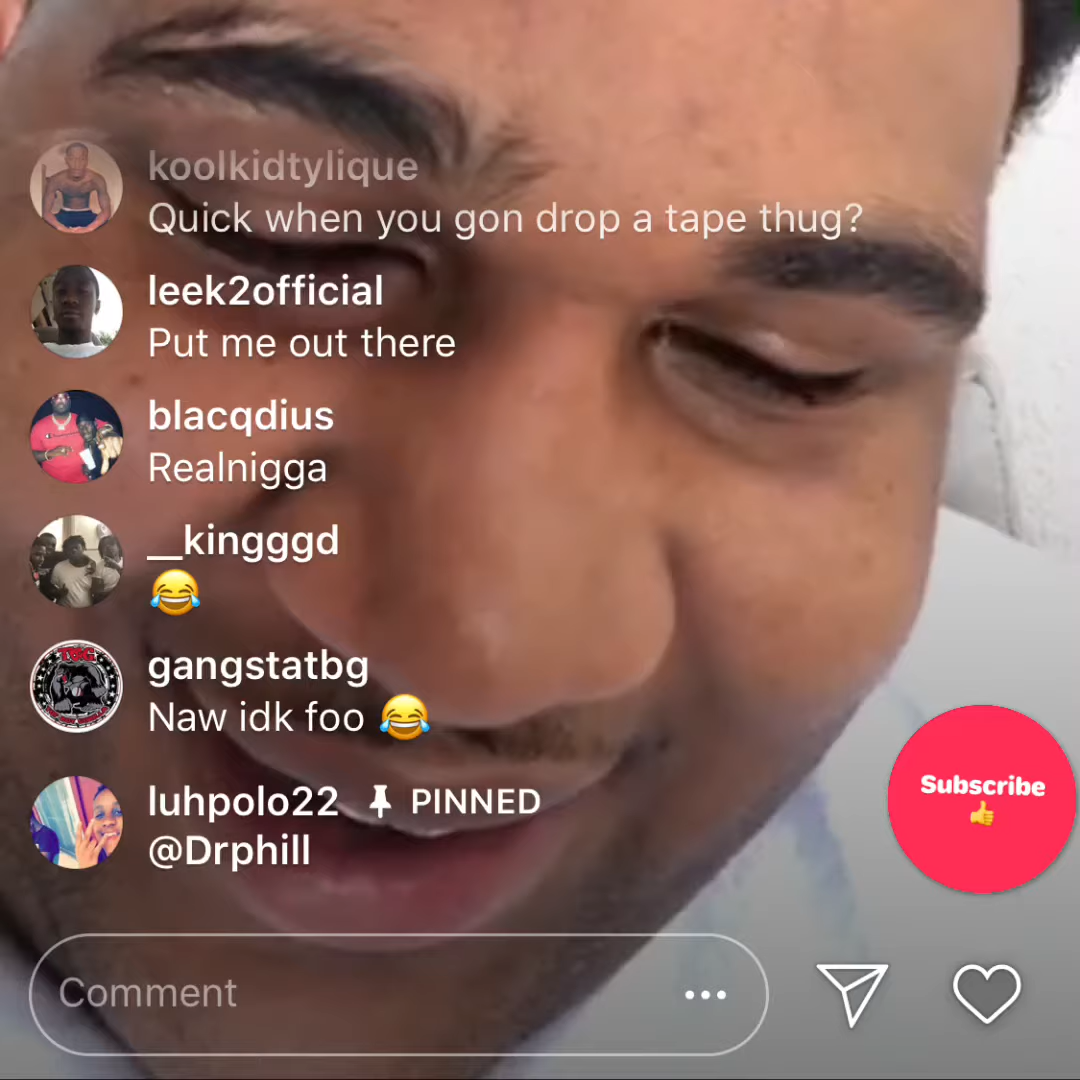 koolkidtylique
Quick when you gon drop a tape thug?
leek2official
Put me out there
blacqdius
Realnigga
__kingggd
😂
gangstatbg
Naw idk foo 😂
luhpolo22 PINNED
@Drphill
Subscribe
👍
Comment